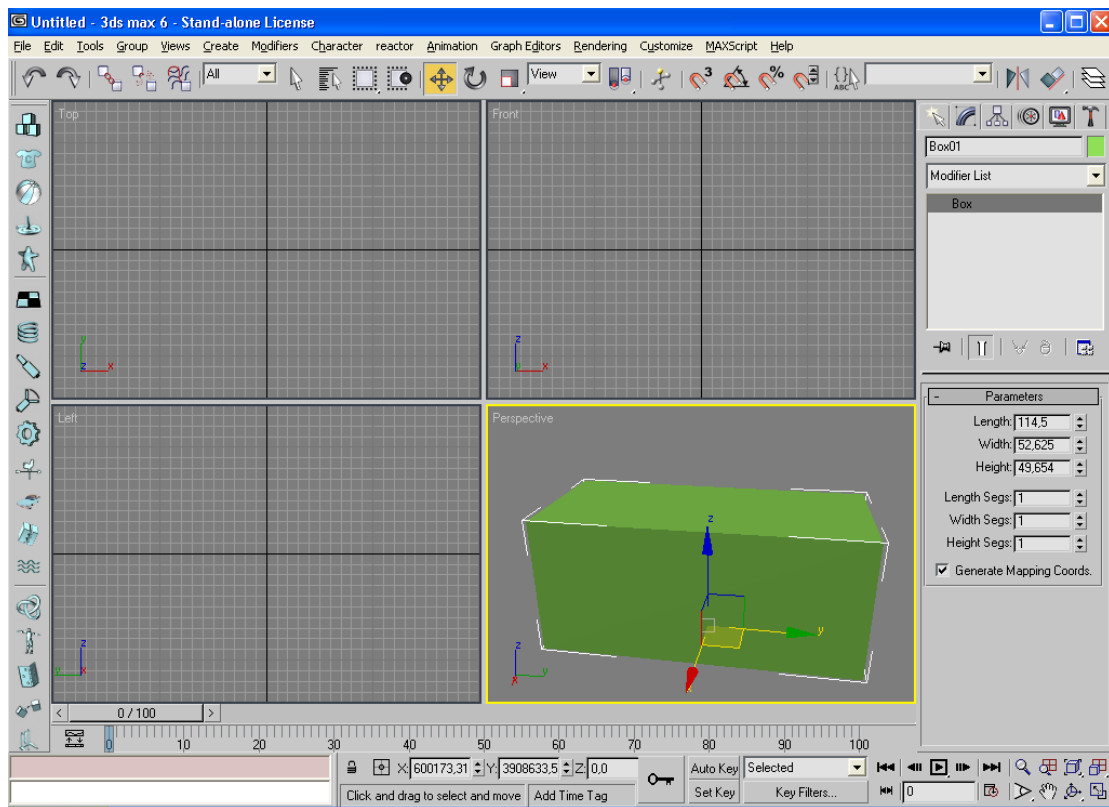 Untitled - 3ds max 6 - Stand-alone License
File Edit Tools Group Views Create Modifiers Character reactor Animation Graph Editors Rendering Customize MAXScript Help
All
View
3
%
ABC
Top
Front
Box01
Modifier List
Box
y
z x
z
x
Parameters
Length: 114,5
Width: 52,625
Height: 49,654
Length Segs: 1
Width Segs: 1
Height Segs: 1
Generate Mapping Coords.
Left
Perspective
z
y
x
z
y x
z
y
x
< 0 / 100 >
0 10 20 30 40 50 60 70 80 90 100
X: 600173,31 Y: 3908633,5 Z: 0,0
Auto Key Selected
Click and drag to select and move Add Time Tag
Set Key Key Filters...
0